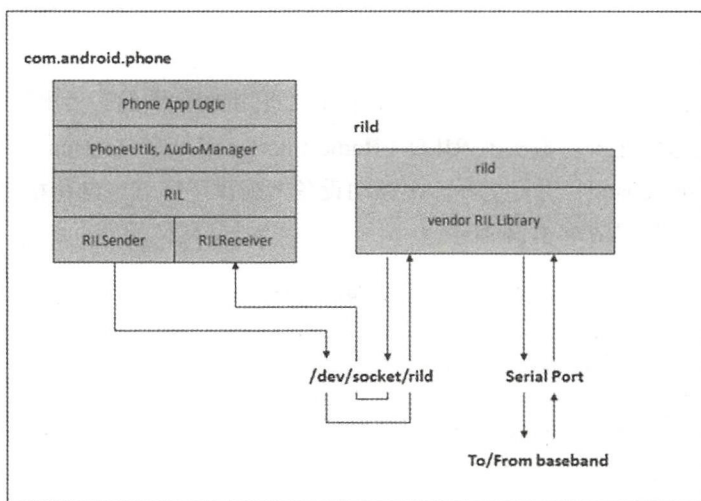 com.android.phone
Phone App Logic
PhoneUtils, AudioManager
RIL
RILSender
RILReceiver
rild
rild
vendor RIL Library
/dev/socket/rild
Serial Port
To/From baseband